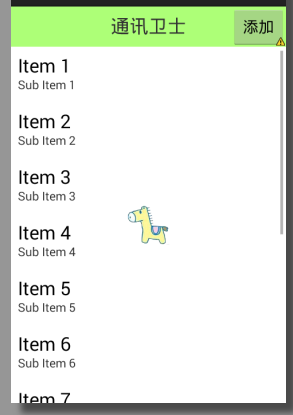 通讯卫士 添加
Item 1
Sub Item 1
Item 2
Sub Item 2
Item 3
Sub Item 3
Item 4
Sub Item 4
Item 5
Sub Item 5
Item 6
Sub Item 6
Item 7